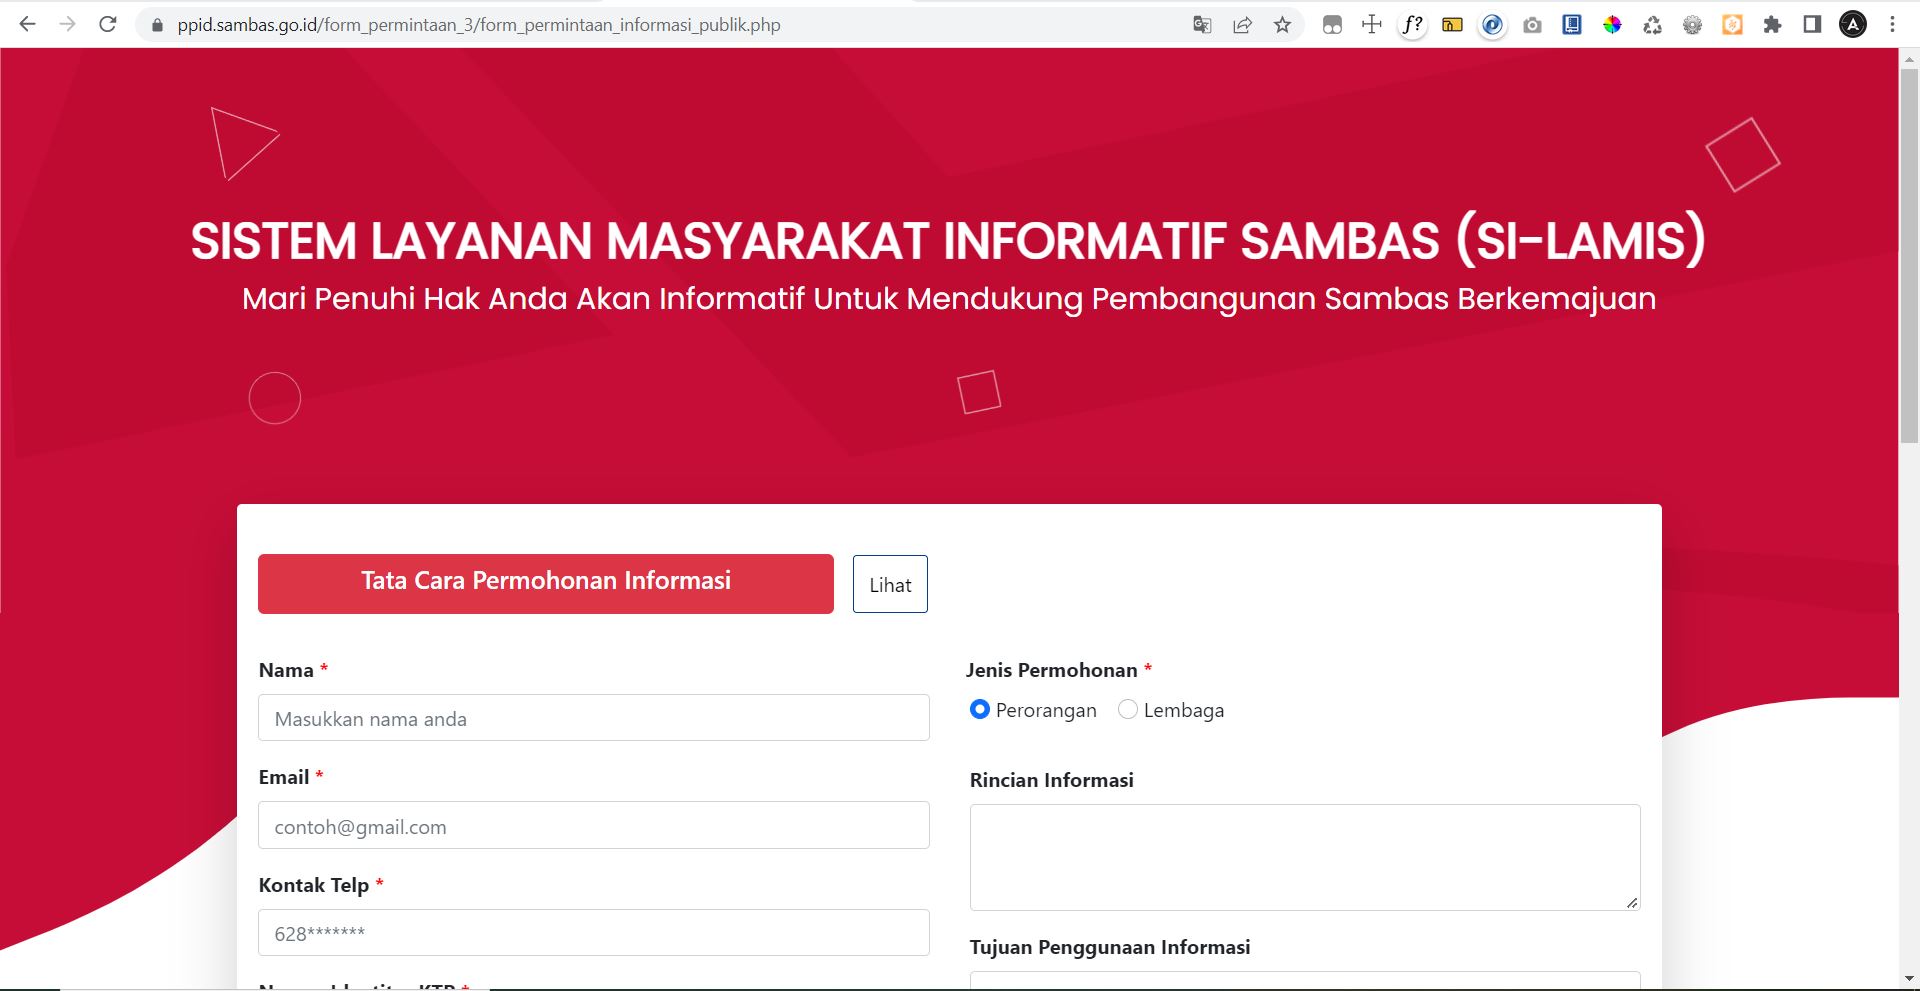 ppid.sambas.go.id/form_permintaan_3/form_permintaan_informasi_publik.php
SISTEM LAYANAN MASYARAKAT INFORMATIF SAMBAS (SI-LAMIS)
Mari Penuhi Hak Anda Akan Informatif Untuk Mendukung Pembangunan Sambas Berkemajuan
Tata Cara Permohonan Informasi
Lihat
Nama *
Masukkan nama anda
Email *
contoh@gmail.com
Kontak Telp *
628*******
Jenis Permohonan *
Perorangan Lembaga
Rincian Informasi
Tujuan Penggunaan Informasi